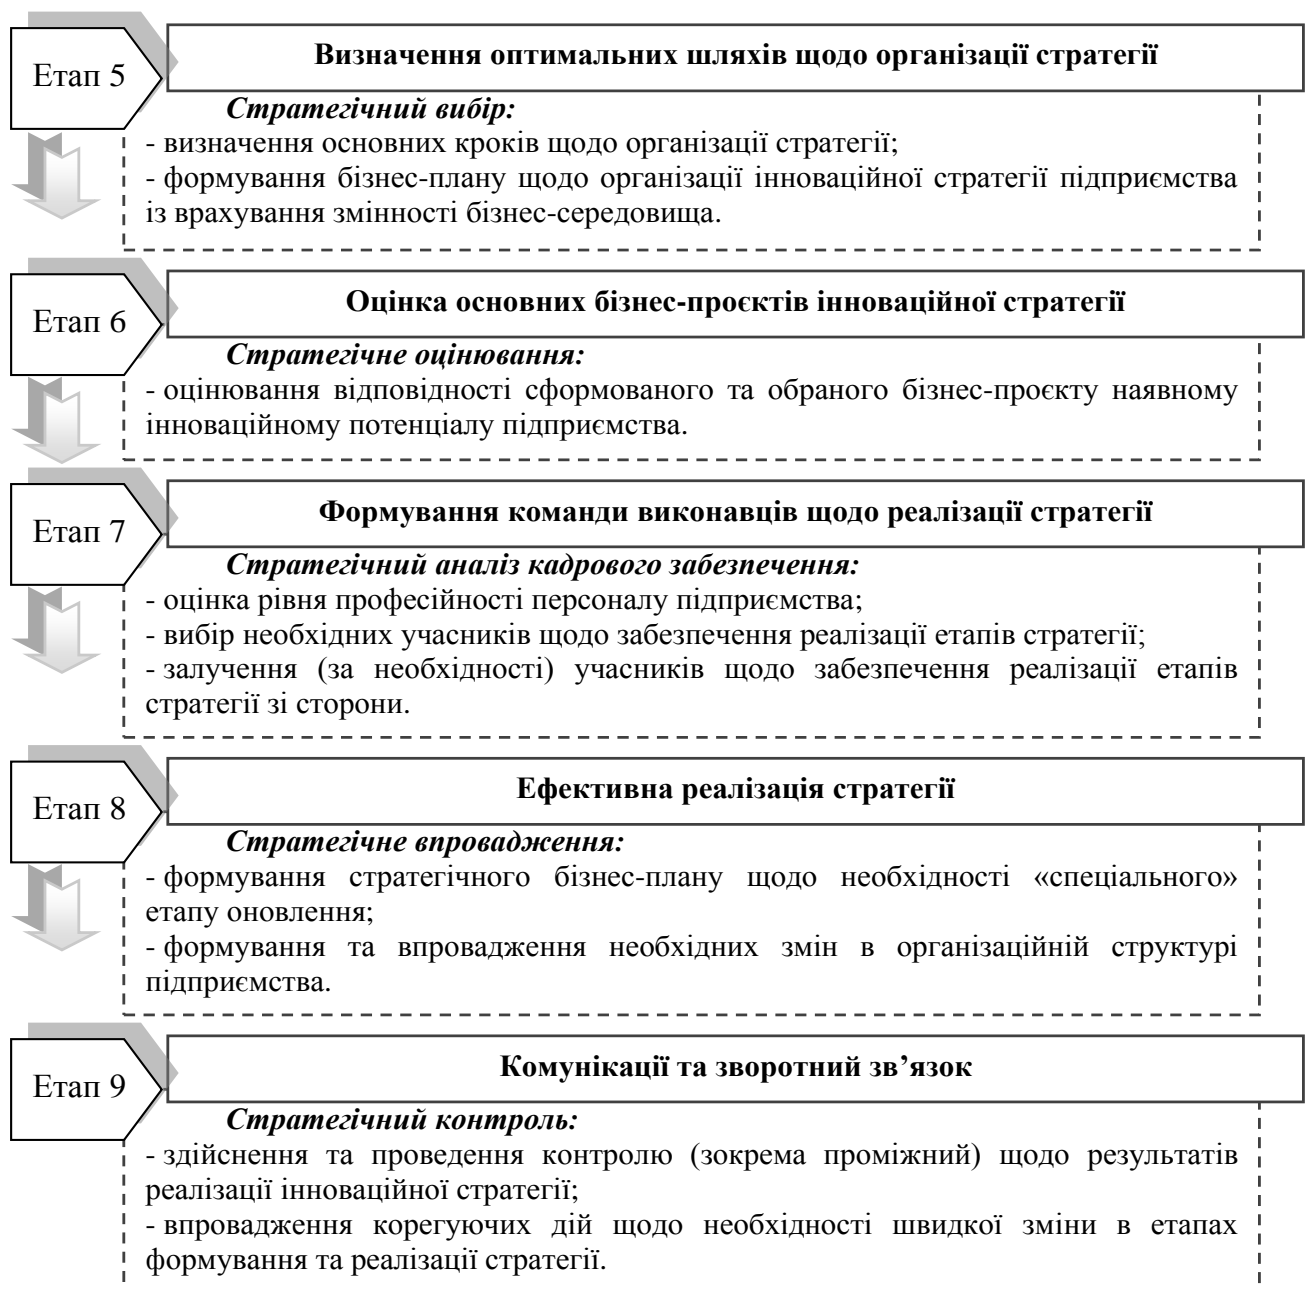 Етап 5
Визначення оптимальних шляхів щодо організації стратегії
Стратегічний вибір:
- визначення основних кроків щодо організації стратегії;
- формування бізнес-плану щодо організації інноваційної стратегії підприємства
із врахування змінності бізнес-середовища.
Етап 6
Оцінка основних бізнес-проєктів інноваційної стратегії
Стратегічне оцінювання:
- оцінювання відповідності сформованого та обраного бізнес-проєкту наявному
інноваційному потенціалу підприємства.
Етап 7
Формування команди виконавців щодо реалізації стратегії
Стратегічний аналіз кадрового забезпечення:
- оцінка рівня професійності персоналу підприємства;
- вибір необхідних учасників щодо забезпечення реалізації етапів стратегії;
- залучення (за необхідності) учасників щодо забезпечення реалізації етапів
стратегії зі сторони.
Етап 8
Ефективна реалізація стратегії
Стратегічне впровадження:
- формування стратегічного бізнес-плану щодо необхідності «спеціального»
етапу оновлення;
- формування та впровадження необхідних змін в організаційній структурі
підприємства.
Етап 9
Комунікації та зворотний зв’язок
Стратегічний контроль:
- здійснення та проведення контролю (зокрема проміжний) щодо результатів
реалізації інноваційної стратегії;
- впровадження корегуючих дій щодо необхідності швидкої зміни в етапах
формування та реалізації стратегії.